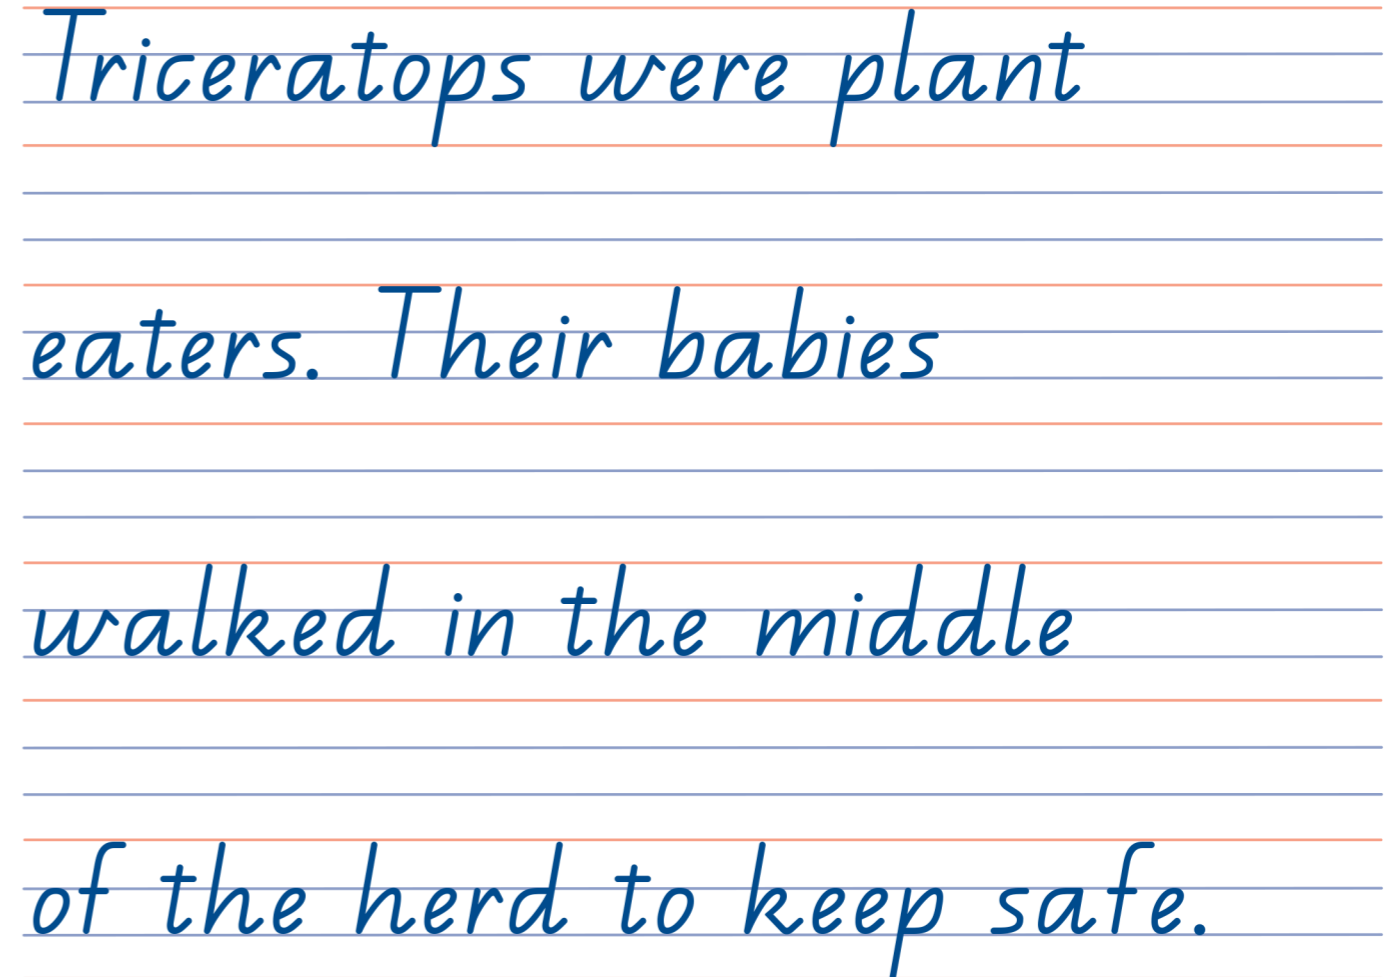 Triceratops were plant
eaters. Their babies
walked in the middle
of the herd to keep safe.